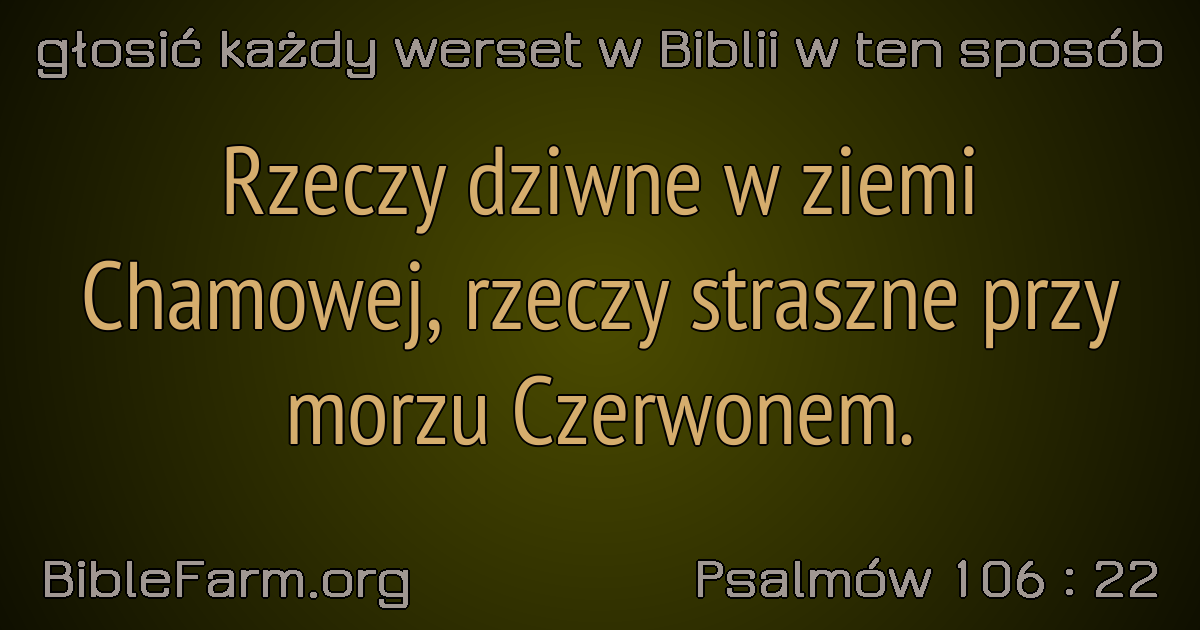 głosić każdy werset w Biblii w ten sposób
Rzeczy dziwne w ziemi
Chamowej, rzeczy straszne przy
morzu Czerwonem.
BibleFarm.org
Psalmów 106 : 22